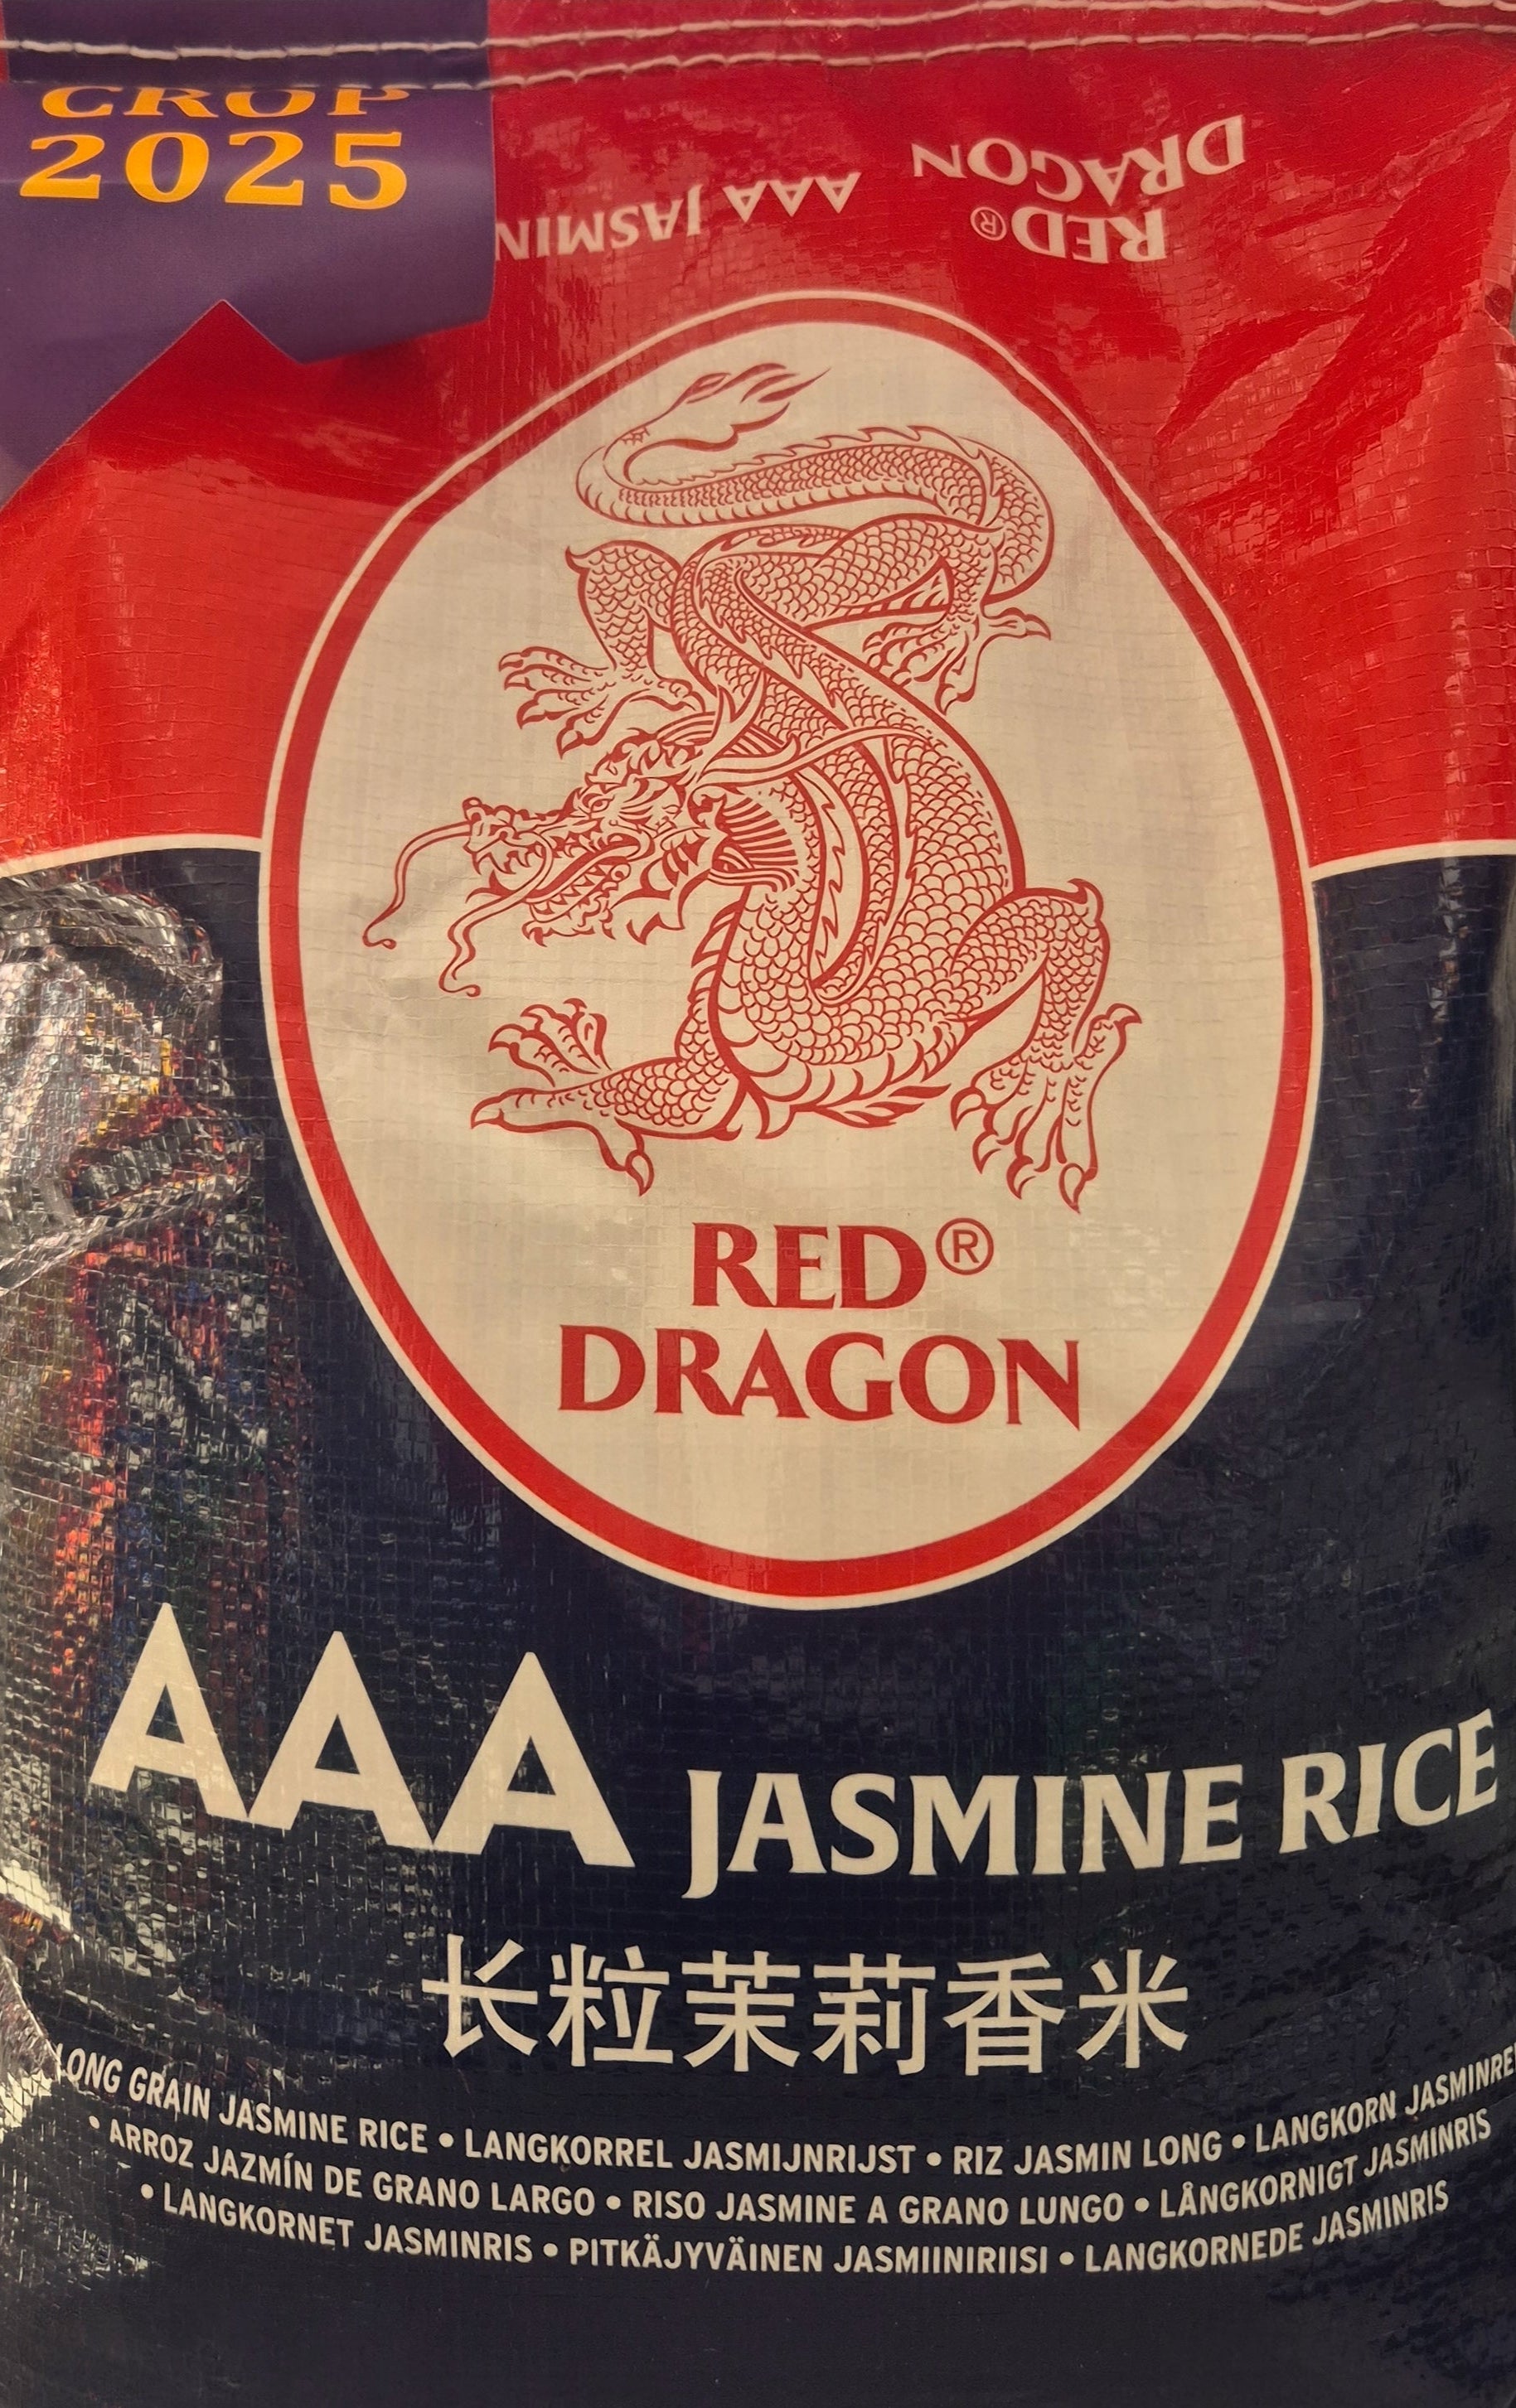 CROP
2025
RED®
DRAGON
AAA JASMIN
RED®
DRAGON
AAA JASMINE RICE
长粒茉莉香米
LONG GRAIN JASMINE RICE • LANGKORREL JASMIJNRIJST • RIZ JASMIN LONG • LANGKORN JASMINRE
• ARROZ JAZMÍN DE GRANO LARGO • RISO JASMINE A GRANO LUNGO • LÅNGKORNIGT JASMINRIS
• LANGKORNET JASMINRIS • PITKÄJYVÄINEN JASMIINIRIISI • LANGKORNEDE JASMINRIS